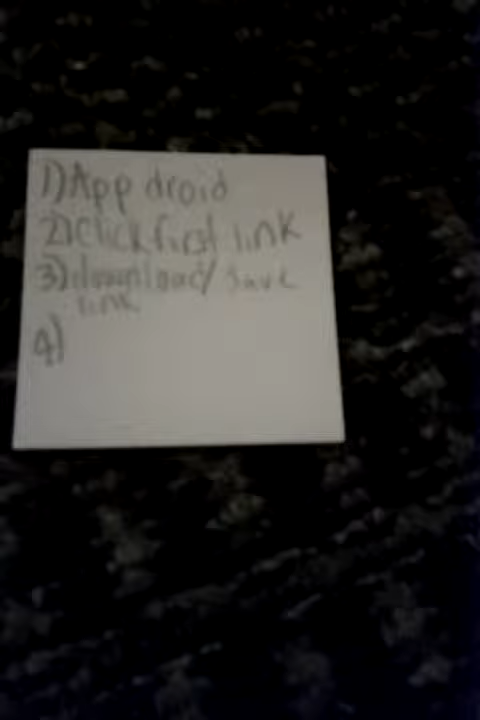 1) App droid
2) Click first link
3) download/ save
link
4)